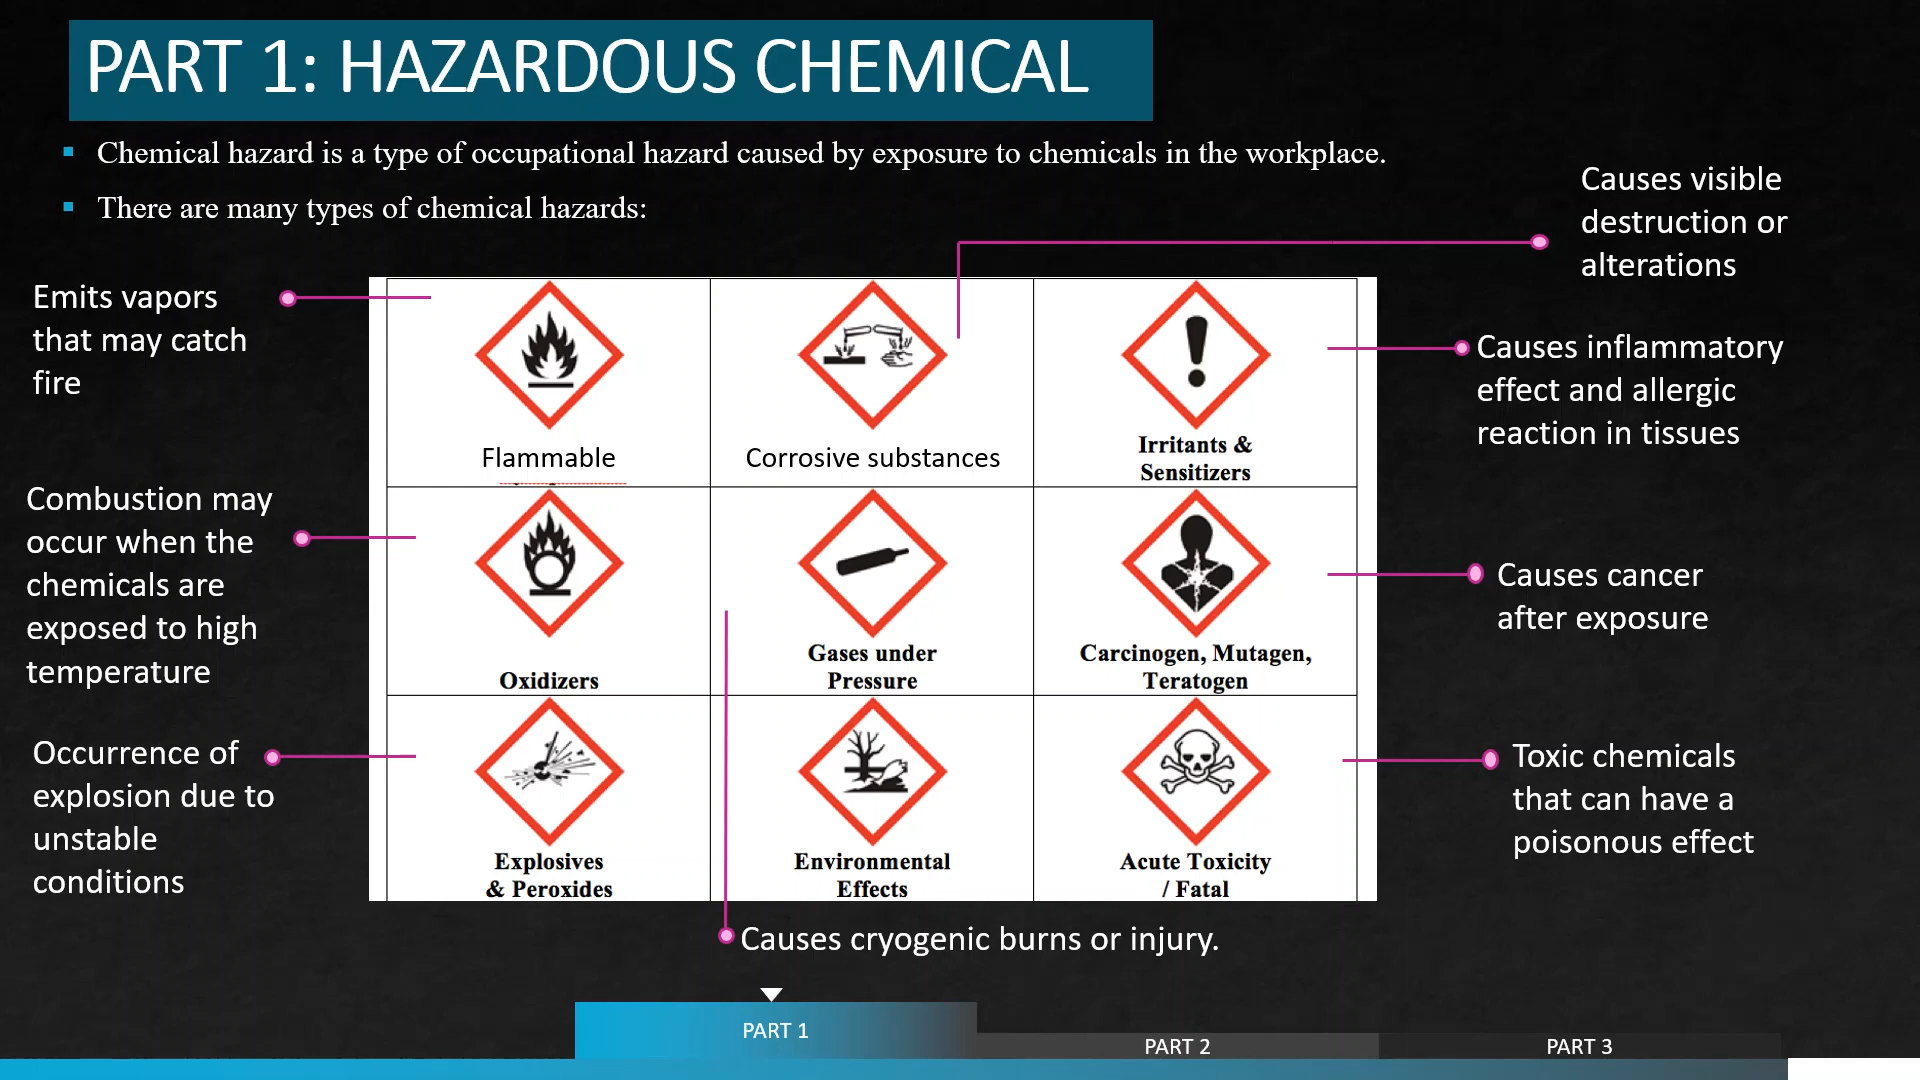 PART 1: HAZARDOUS CHEMICAL
Chemical hazard is a type of occupational hazard caused by exposure to chemicals in the workplace.
There are many types of chemical hazards:
Causes visible
destruction or
alterations
Emits vapors
that may catch
fire
Causes inflammatory
effect and allergic
reaction in tissues
Flammable
Corrosive substances
Irritants &
Sensitizers
Combustion may
occur when the
chemicals are
exposed to high
temperature
Causes cancer
after exposure
Oxidizers
Gases under
Pressure
Carcinogen, Mutagen,
Teratogen
Occurrence of
explosion due to
unstable
conditions
Toxic chemicals
that can have a
poisonous effect
Explosives
& Peroxides
Environmental
Effects
Acute Toxicity
/ Fatal
Causes cryogenic burns or injury.
PART 1
PART 2
PART 3